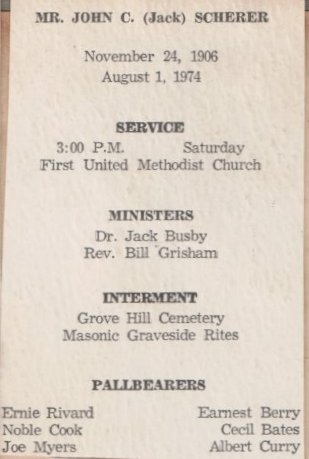 MR. JOHN C. (Jack) SCHERER
November 24, 1906
August 1, 1974
SERVICE
3:00 P.M. Saturday
First United Methodist Church
MINISTERS
Dr. Jack Busby
Rev. Bill Grisham
INTERMENT
Grove Hill Cemetery
Masonic Graveside Rites
PALLBEARERS
Ernie Rivard Earnest Berry
Noble Cook Cecil Bates
Joe Myers Albert Curry